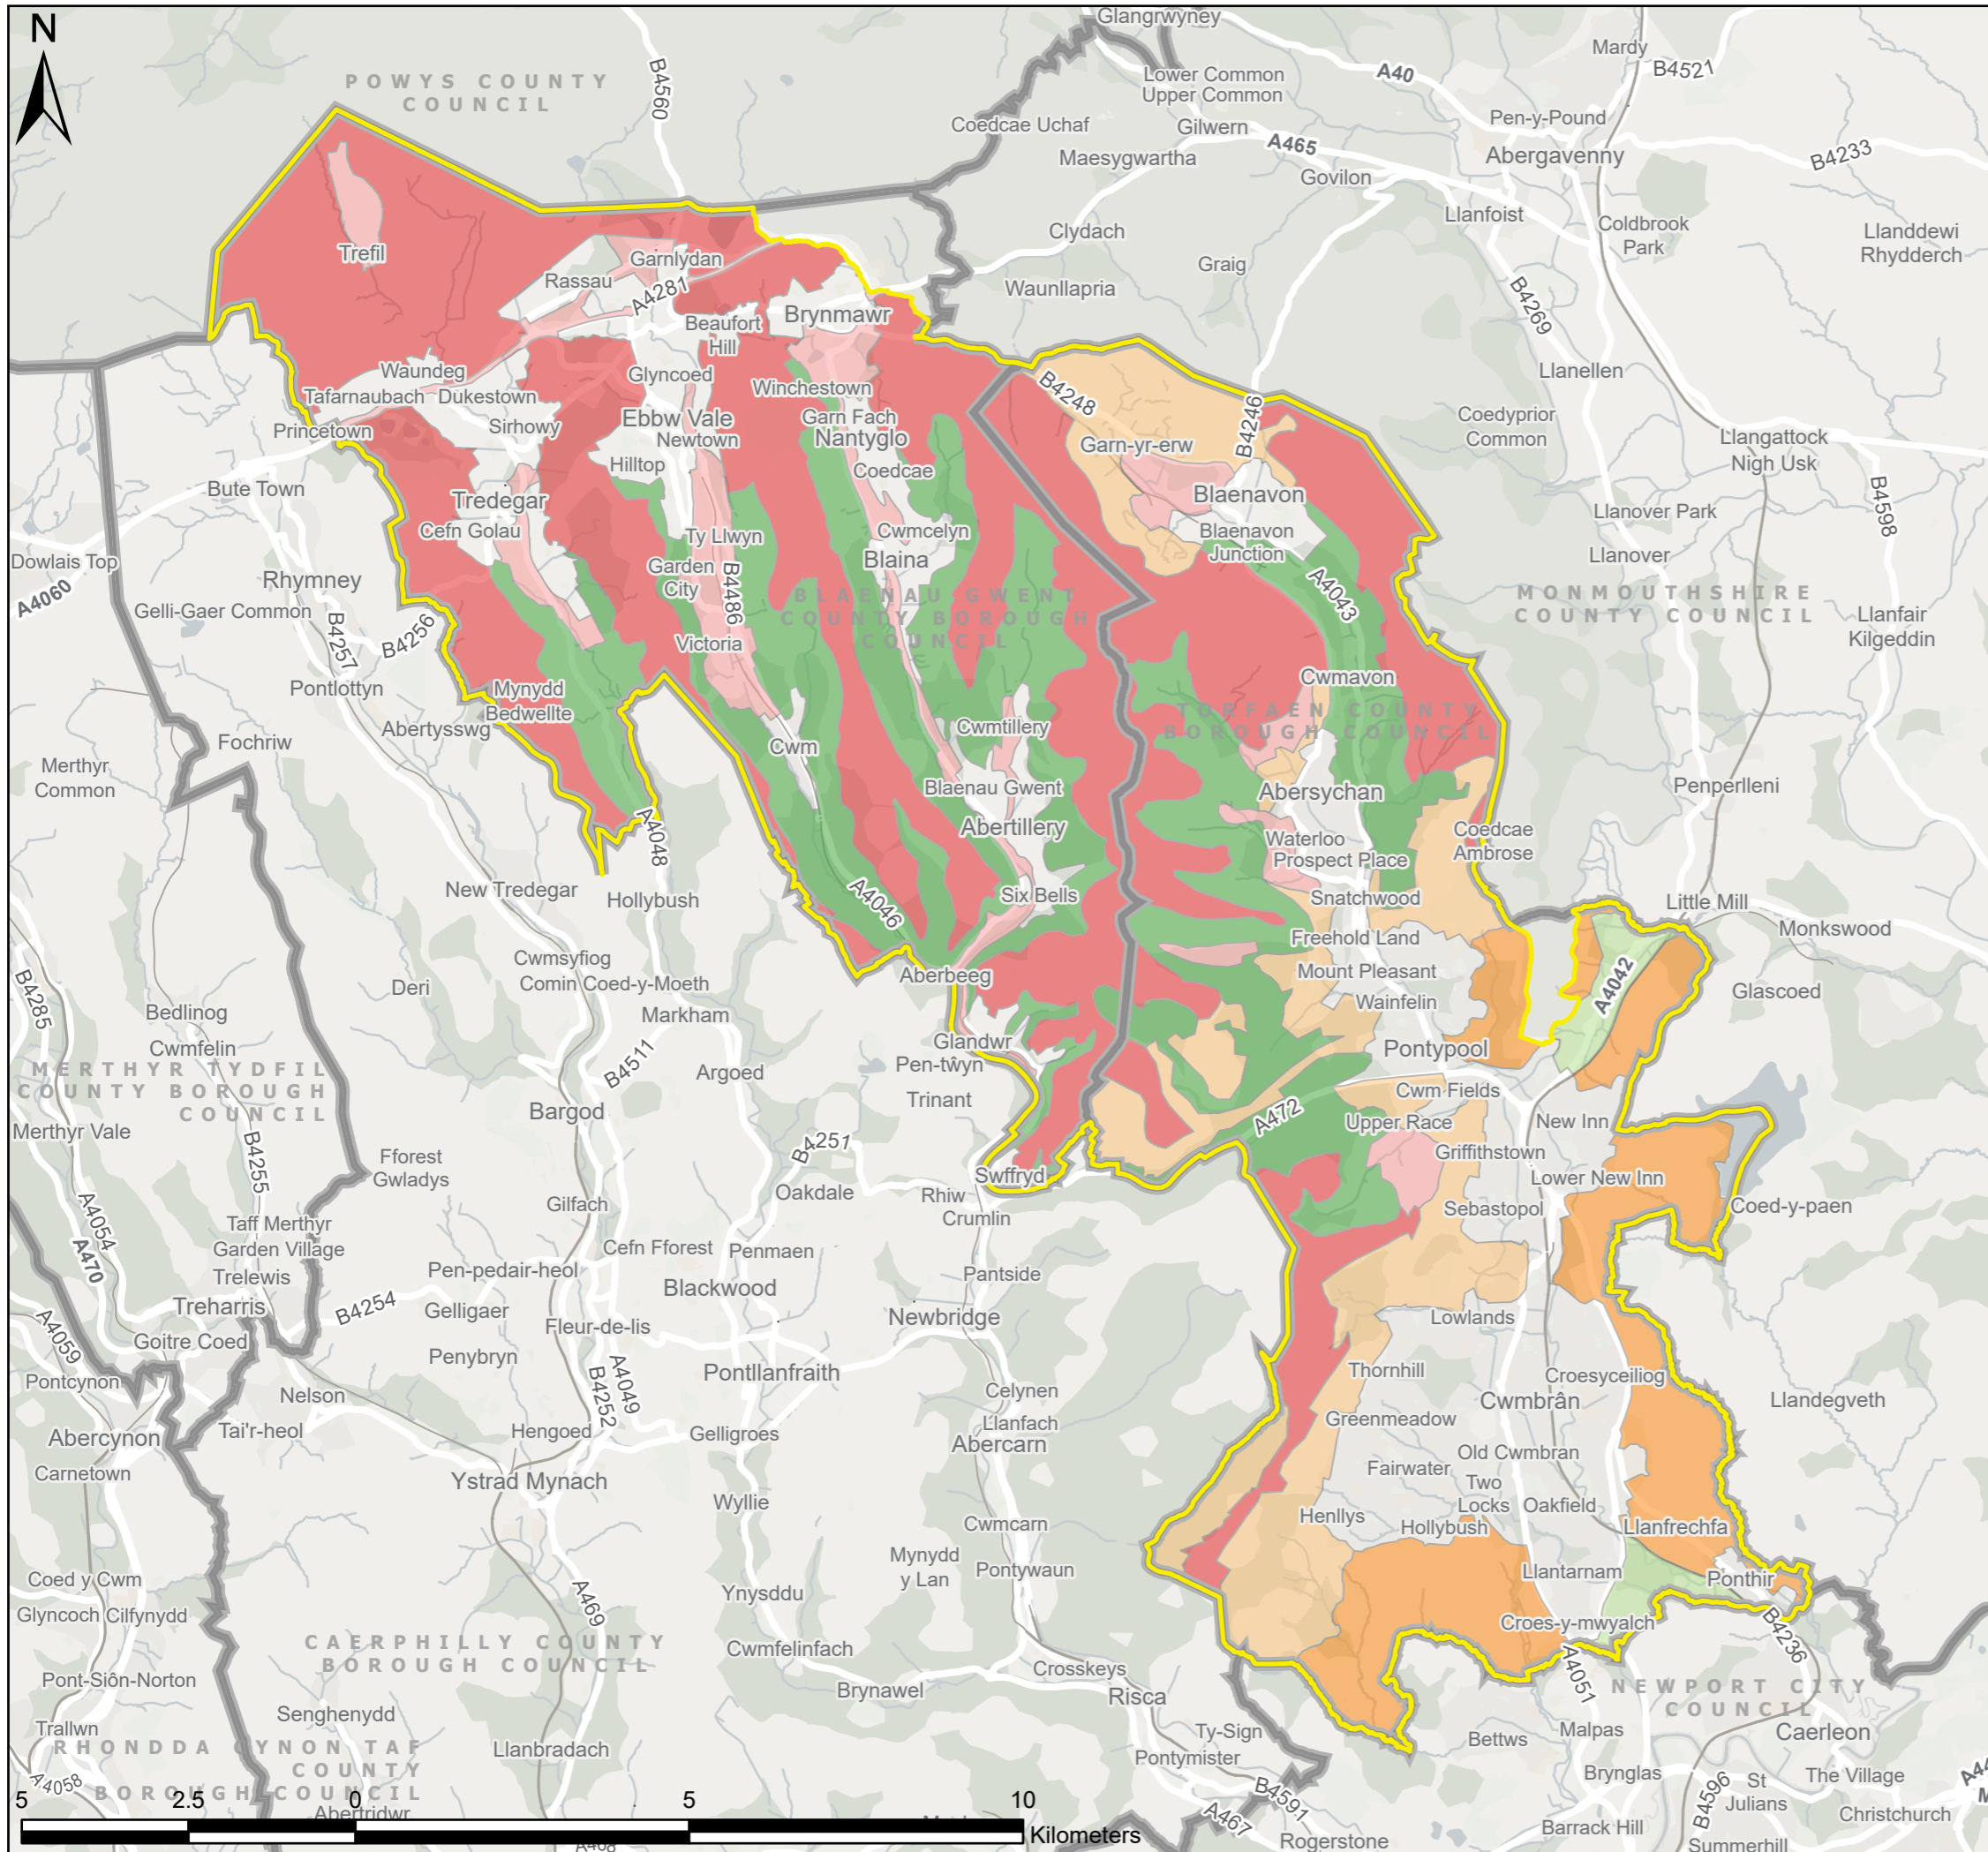 N
Glangrwyney
Mardy
B4521
POWYS COUNTY
COUNCIL
B4560
A40
Lower Common
Upper Common
Pen-y-Pound
Coedcae Uchaf
Gilwern
A465
Abergavenny
B4233
Maesygwartha
Govilon
Llanfoist
Coldbrook
Park
Llanddewi
Rhydderch
Clydach
Graig
Trefil
Garnlydan
Rassau
A4281
Waunllapria
B4269
Brynmawr
Beaufort
Hill
Waundeg
Glyncoed
Llanellen
Tafarnaubach
Dukestown
Winchestown
B4248
B4246
Coedyprior
Common
Princetown
Sirhowy
Ebbw Vale
Newtown
Garn Fach
Nantyglo
Garn-yr-erw
Llangattock
Nigh Usk
Hilltop
Coedcae
Bute Town
Tredegar
Blaenavon
B4598
Cefn Golau
Ty Llwyn
Cwmcelyn
Blaenavon
Junction
Llanover Park
Dowlais Top
Blaina
Llanover
Rhymney
Garden
City
B4486
A4043
A4060
Gelli-Gaer Common
BLAENAU GWENT
COUNTY BOROUGH
COUNCIL
MONMOUTHSHIRE
COUNTY COUNCIL
Llanfair
Kilgeddin
B4257
B4256
Victoria
Pontlottyn
Mynydd
Bedwellte
Cwmavon
Abertysswg
Cwmtillery
TORFAEN COUNTY
BOROUGH COUNCIL
Fochriw
Cwm
Merthyr
Common
Blaenau Gwent
Abersychan
Penperlleni
A4048
Abertillery
Waterloo
Prospect Place
Coedcae
Ambrose
New Tredegar
Hollybush
A4046
Six Bells
Snatchwood
Little Mill
Monkswood
Freehold Land
Cwmsyfiog
Comin Coed-y-Moeth
Aberbeeg
Mount Pleasant
A4042
B4285
Deri
Wainfelin
Glascoed
Bedlinog
Markham
Cwmfelin
Glandwr
Pen-tŵyn
Pontypool
MERTHYR TYDFIL
COUNTY BOROUGH
COUNCIL
B4511
Argoed
Cwm Fields
Trinant
Bargod
A472
Upper Race
New Inn
Merthyr Vale
B4255
B4251
Griffithstown
Fforest
Gwladys
Swffryd
Lower New Inn
Oakdale
Rhiw
Crumlin
A4054
Gilfach
Sebastopol
Coed-y-paen
Taff Merthyr
Garden Village
A470
Cefn Fforest
Penmaen
Trelewis
Pen-pedair-heol
Pantside
Treharris
B4254
Gelligaer
Blackwood
Newbridge
Lowlands
A4059
Goitre Coed
Fleur-de-lis
Penybryn
Pontllanfraith
Thornhill
Croesyceiliog
Pontcynon
Nelson
A4049
B4252
Celynen
Llanfach
Cwmbrân
Llandegveth
Abercynon
Tai'r-heol
Hengoed
Gelligroes
Abercarn
Greenmeadow
Old Cwmbran
Carnetown
Ystrad Mynach
Fairwater
Two
Locks
Oakfield
Wyllie
Henllys
Hollybush
Llanfrechfa
Cwmcarn
Mynydd
y Lan
Pontywaun
Llantarnam
Ponthir
Coed y Cwm
Ynysddu
A469
Glyncoch
Cilfynydd
Croes-y-mwyalch
B4236
CAERPHILLY COUNTY
BOROUGH COUNCIL
Cwmfelinfach
Crosskeys
A4051
Pont-Siôn-Norton
Brynawel
Risca
NEWPORT CITY
COUNCIL
Senghenydd
Trallwn
Ty-Sign
Bettws
Malpas
Caerleon
RHONDDA CYNON TAF
COUNTY
BOROUGH COUNCIL
Llanbradach
Pontymister
A4058
Brynglas
B4596
St
Julians
The Village
5 2.5 0 5 10
Kilometers
Abertridwr
B4591
A467
Christchurch
Barrack Hill
Rogerstone
Summerhill